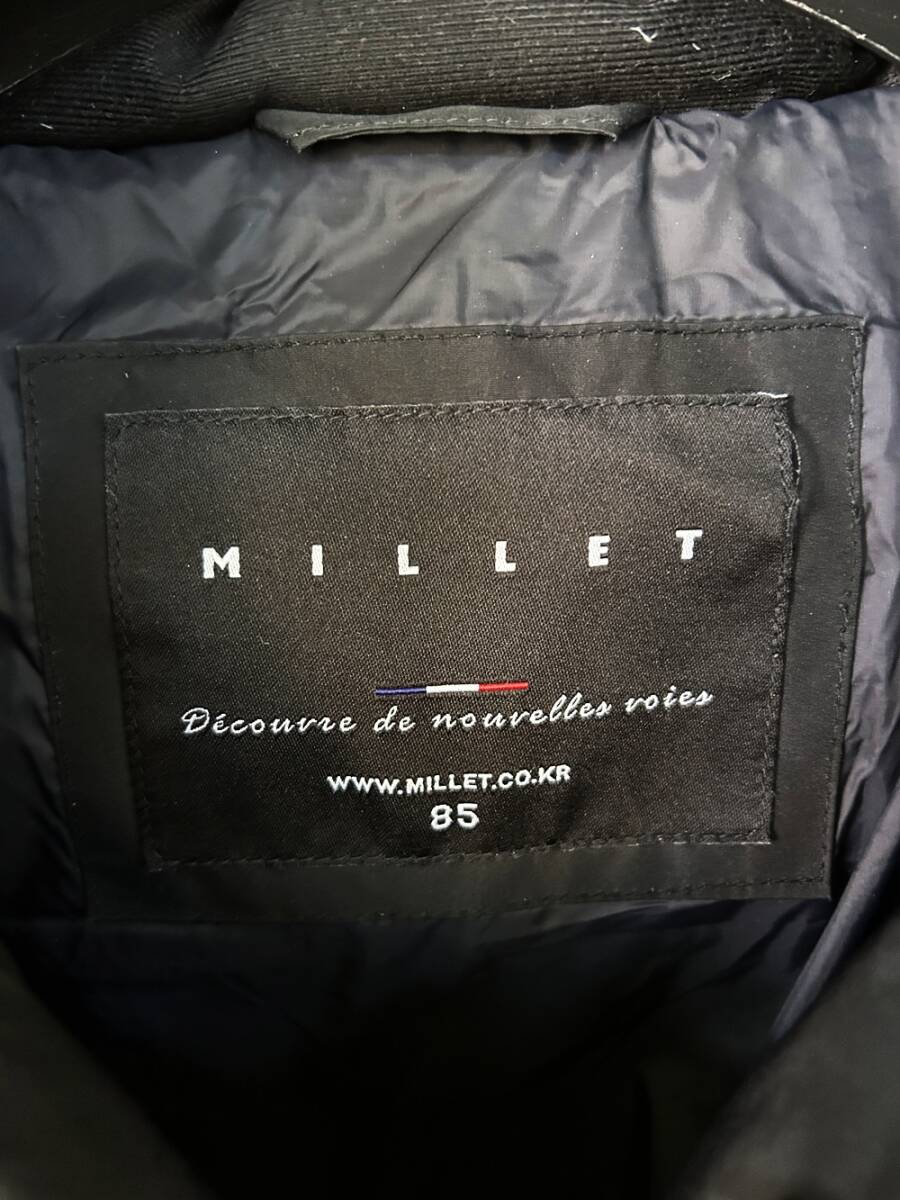 MILLET
Découvre de nouvelles voies
WWW.MILLET.CO.KR
85